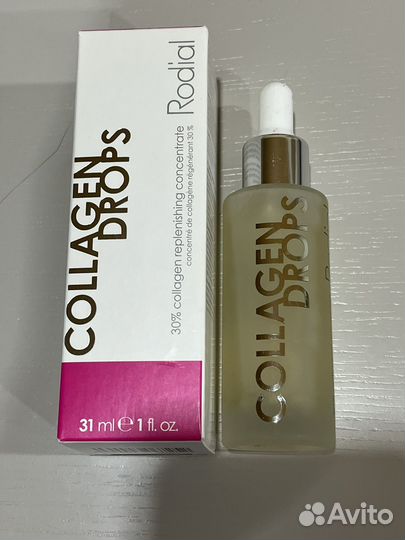 COLLAGEN
DROPS
30% collagen replenishing concentrate
concentré de collagène régénérant 30 %
Rodial
31 ml e 1 fl. oz.
COLLAGEN
DROPS
Avito